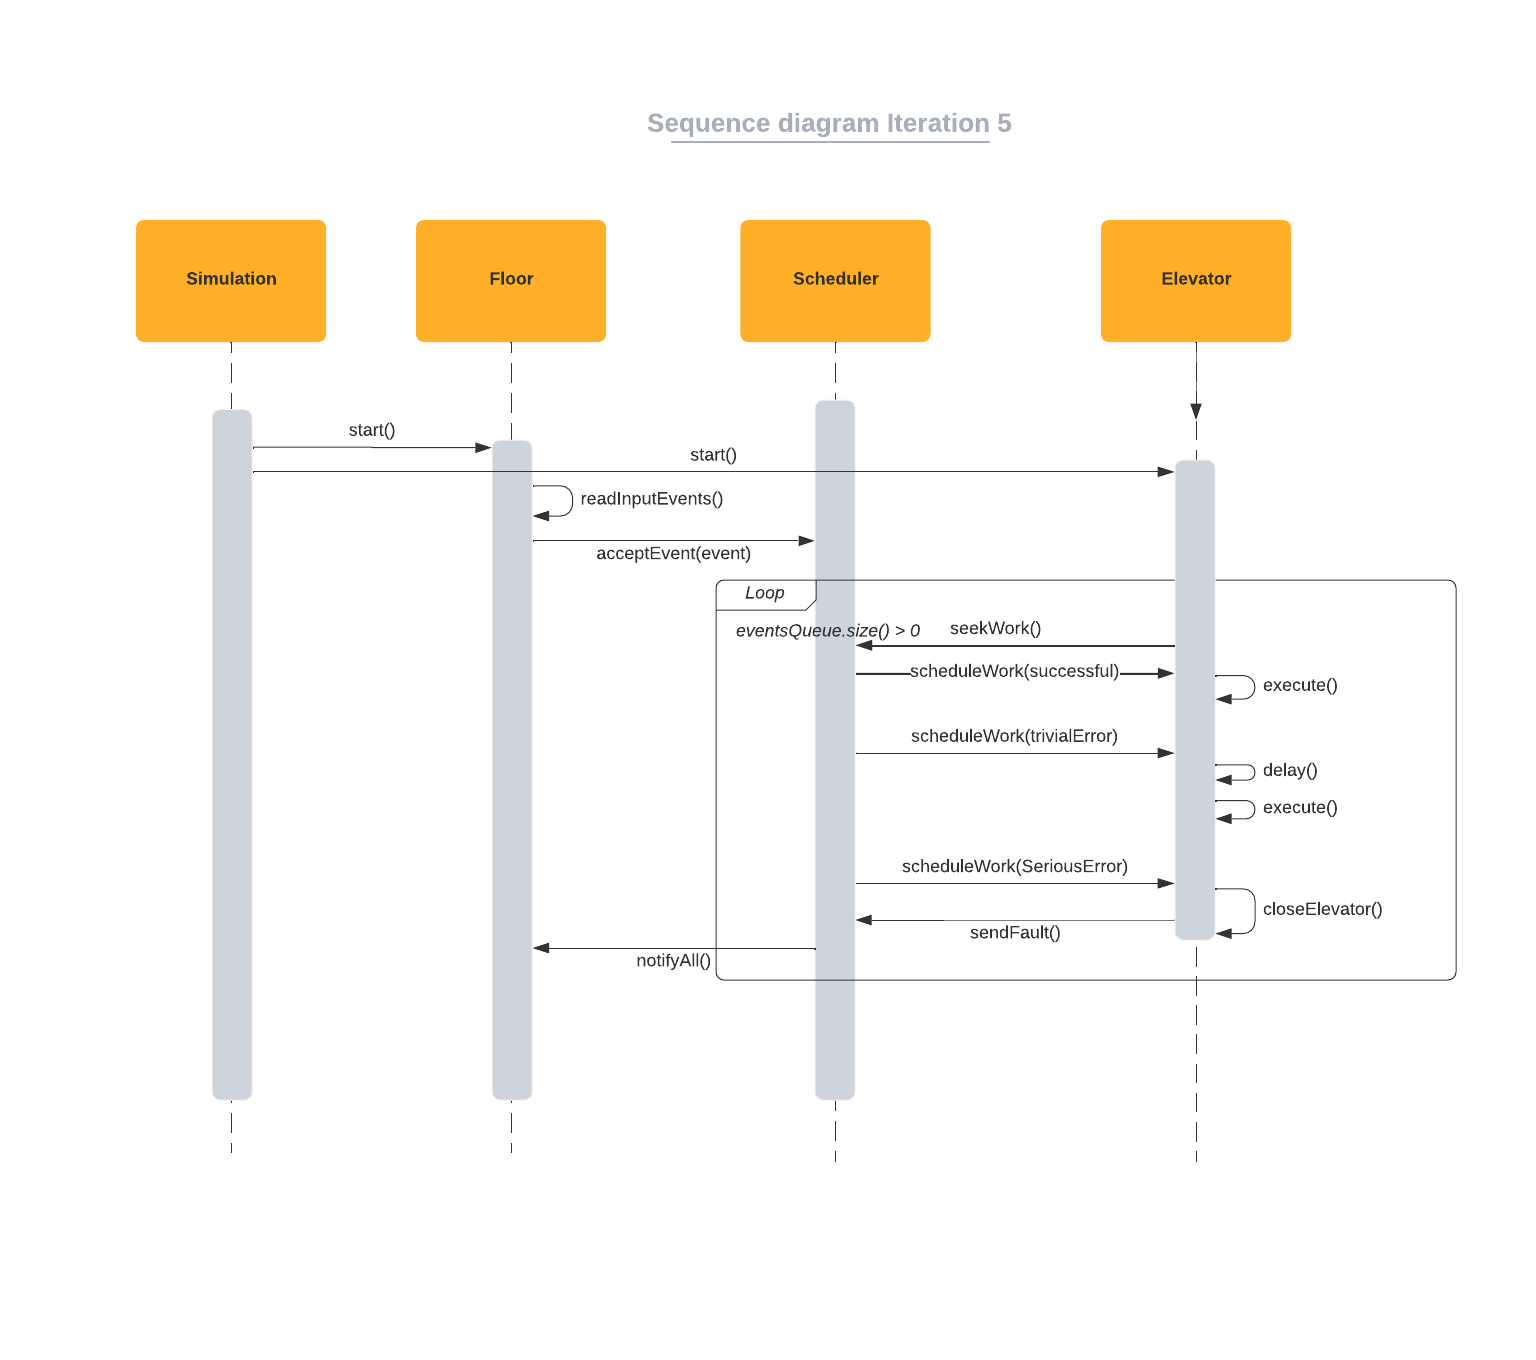 Sequence diagram Iteration 5
Simulation
Floor
Scheduler
Elevator
start()
start()
readInputEvents()
acceptEvent(event)
Loop
eventsQueue.size() > 0
seekWork()
scheduleWork(successful)
execute()
scheduleWork(trivialError)
delay()
execute()
scheduleWork(SeriousError)
closeElevator()
sendFault()
notifyAll()